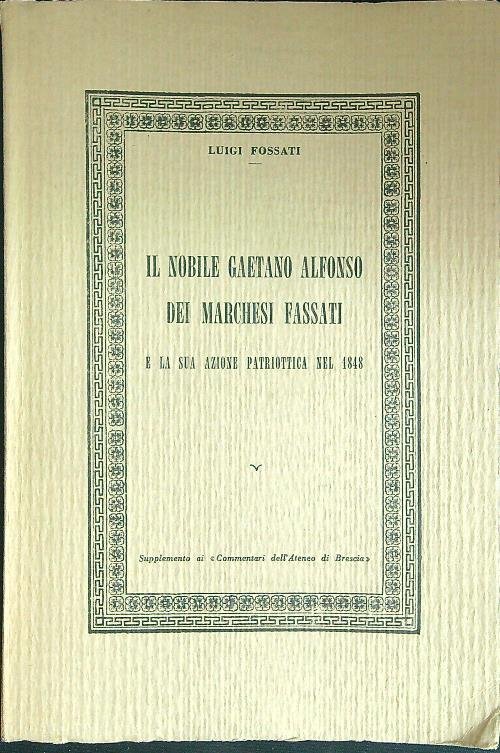 LUIGI FOSSATI
IL NOBILE GAETANO ALFONSO
DEI MARCHESI FASSATI
E LA SUA AZIONE PATRIOTTICA NEL 1848
Supplemento ai «Commentari dell'Ateneo di Brescia»